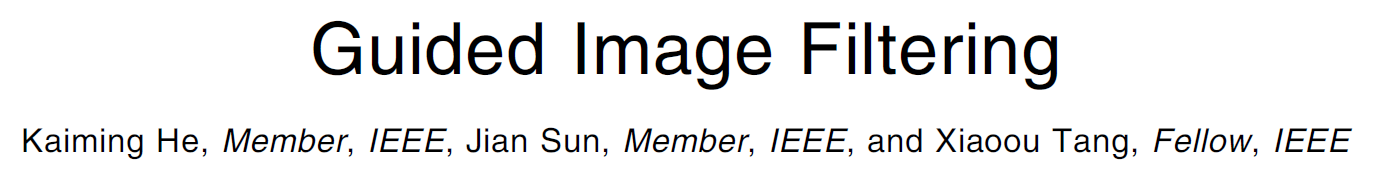 Guided Image Filtering
Kaiming He, Member, IEEE, Jian Sun, Member, IEEE, and Xiaoou Tang, Fellow, IEEE